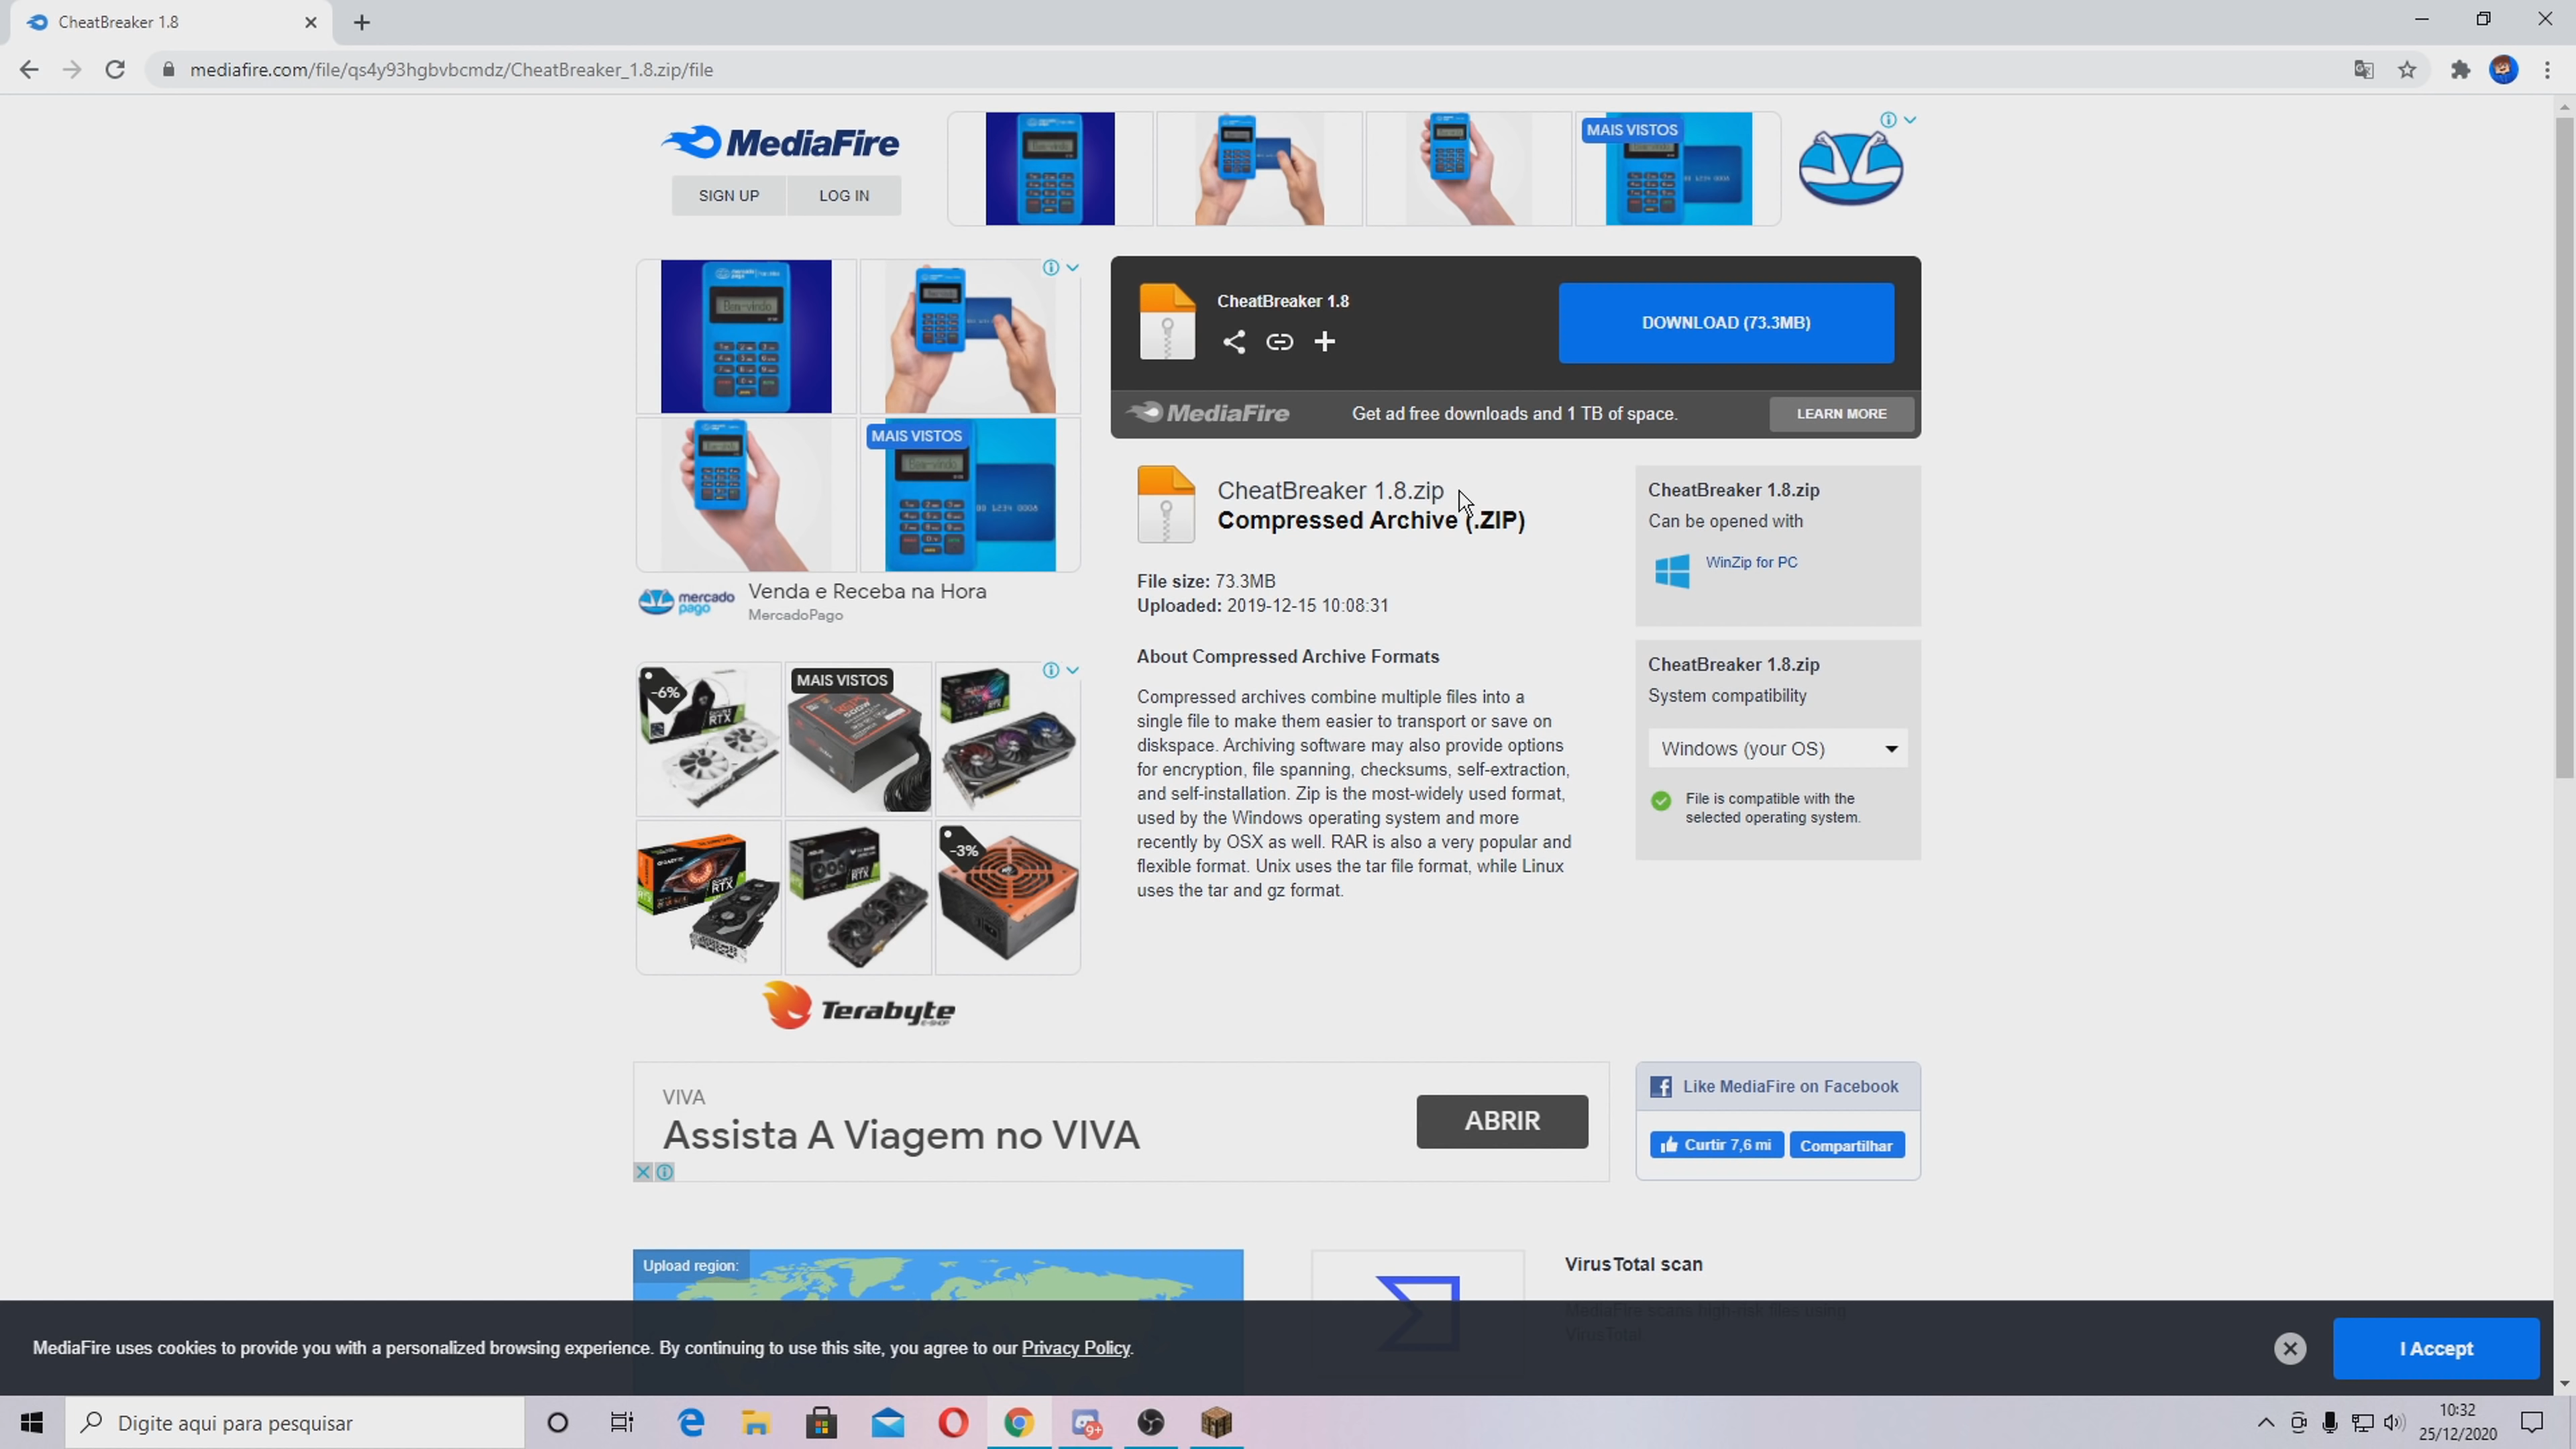 CheatBreaker 1.8
mediafire.com/file/qs4y93hgbvbcmdz/CheatBreaker_1.8.zip/file
MediaFire
SIGN UP
LOG IN
MAIS VISTOS
MAIS VISTOS
mercado
pago
Venda e Receba na Hora
MercadoPago
CheatBreaker 1.8
DOWNLOAD (73.3MB)
MediaFire
Get ad free downloads and 1 TB of space.
LEARN MORE
CheatBreaker 1.8.zip
Compressed Archive (.ZIP)
File size: 73.3MB
Uploaded: 2019-12-15 10:08:31
About Compressed Archive Formats
Compressed archives combine multiple files into a
single file to make them easier to transport or save on
diskspace. Archiving software may also provide options
for encryption, file spanning, checksums, self-extraction,
and self-installation. Zip is the most-widely used format,
used by the Windows operating system and more
recently by OSX as well. RAR is also a very popular and
flexible format. Unix uses the tar file format, while Linux
uses the tar and gz format.
CheatBreaker 1.8.zip
Can be opened with
WinZip for PC
CheatBreaker 1.8.zip
System compatibility
Windows (your OS)
File is compatible with the
selected operating system.
-6%
MAIS VISTOS
-3%
Terabyte
VIVA
Assista A Viagem no VIVA
ABRIR
Like MediaFire on Facebook
Curtir 7,6 mi
Compartilhar
Upload region:
VirusTotal scan
MediaFire scans high-risk files using
VirusTotal.
MediaFire uses cookies to provide you with a personalized browsing experience. By continuing to use this site, you agree to our Privacy Policy.
I Accept
Digite aqui para pesquisar
9+
10:32
25/12/2020